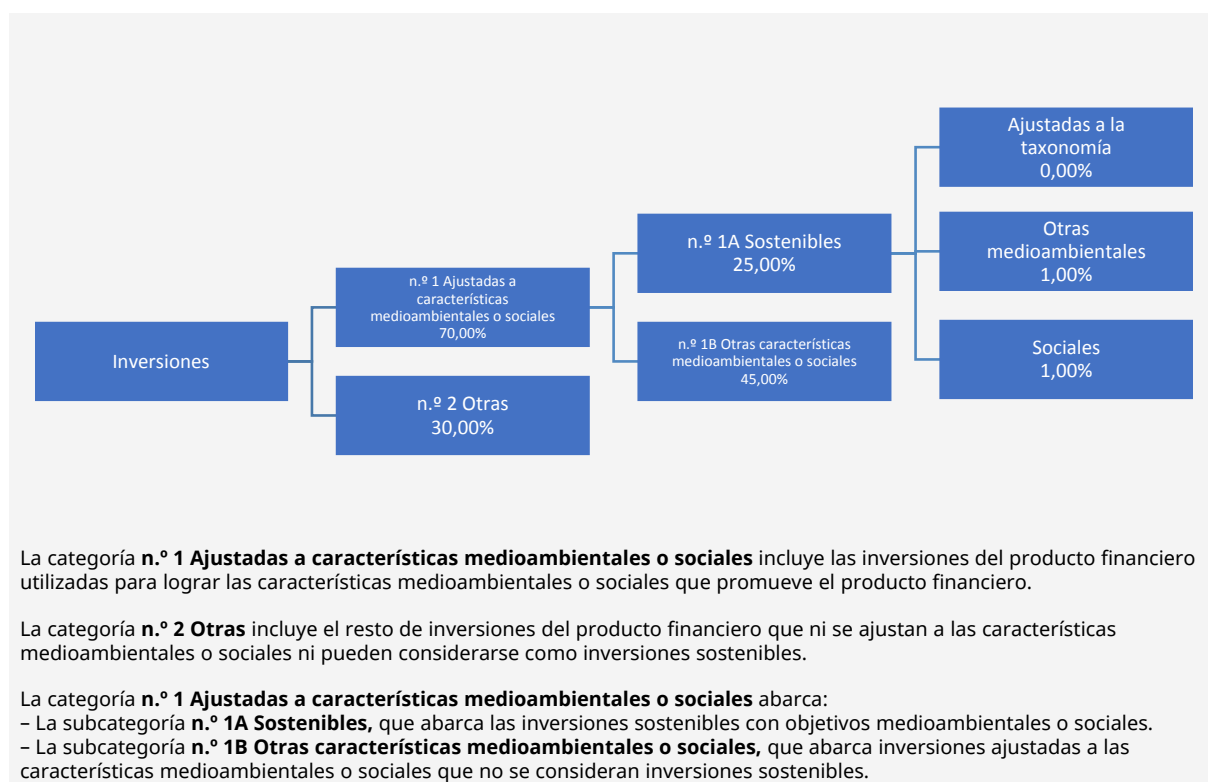 Ajustadas a la
taxonomía
0,00%
n.º 1A Sostenibles
25,00%
Otras
medioambientales
1,00%
n.º 1 Ajustadas a
características
medioambientales o sociales
70,00%
Inversiones
n.º 1B Otras características
medioambientales o sociales
45,00%
Sociales
1,00%
n.º 2 Otras
30,00%
La categoría n.º 1 Ajustadas a características medioambientales o sociales incluye las inversiones del producto financiero
utilizadas para lograr las características medioambientales o sociales que promueve el producto financiero.
La categoría n.º 2 Otras incluye el resto de inversiones del producto financiero que ni se ajustan a las características
medioambientales o sociales ni pueden considerarse como inversiones sostenibles.
La categoría n.º 1 Ajustadas a características medioambientales o sociales abarca:
– La subcategoría n.º 1A Sostenibles, que abarca las inversiones sostenibles con objetivos medioambientales o sociales.
– La subcategoría n.º 1B Otras características medioambientales o sociales, que abarca inversiones ajustadas a las
características medioambientales o sociales que no se consideran inversiones sostenibles.